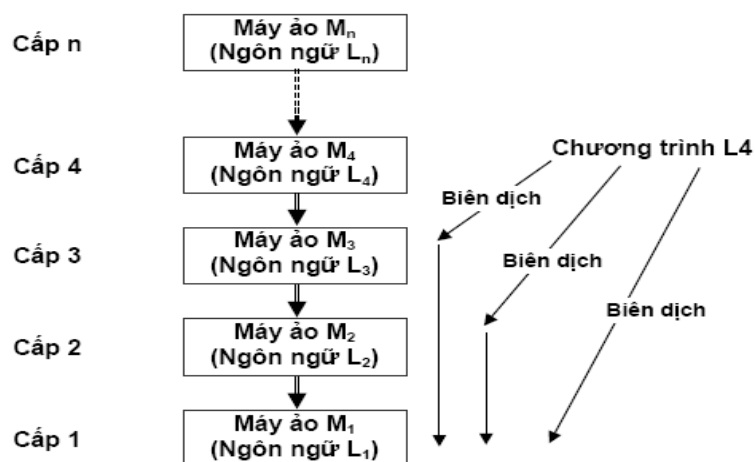 Cấp n
Máy ảo Mₙ
(Ngôn ngữ Lₙ)
Cấp 4
Máy ảo M₄
(Ngôn ngữ L₄)
Chương trình L4
Biên dịch
Cấp 3
Máy ảo M₃
(Ngôn ngữ L₃)
Biên dịch
Biên dịch
Cấp 2
Máy ảo M₂
(Ngôn ngữ L₂)
Cấp 1
Máy ảo M₁
(Ngôn ngữ L₁)